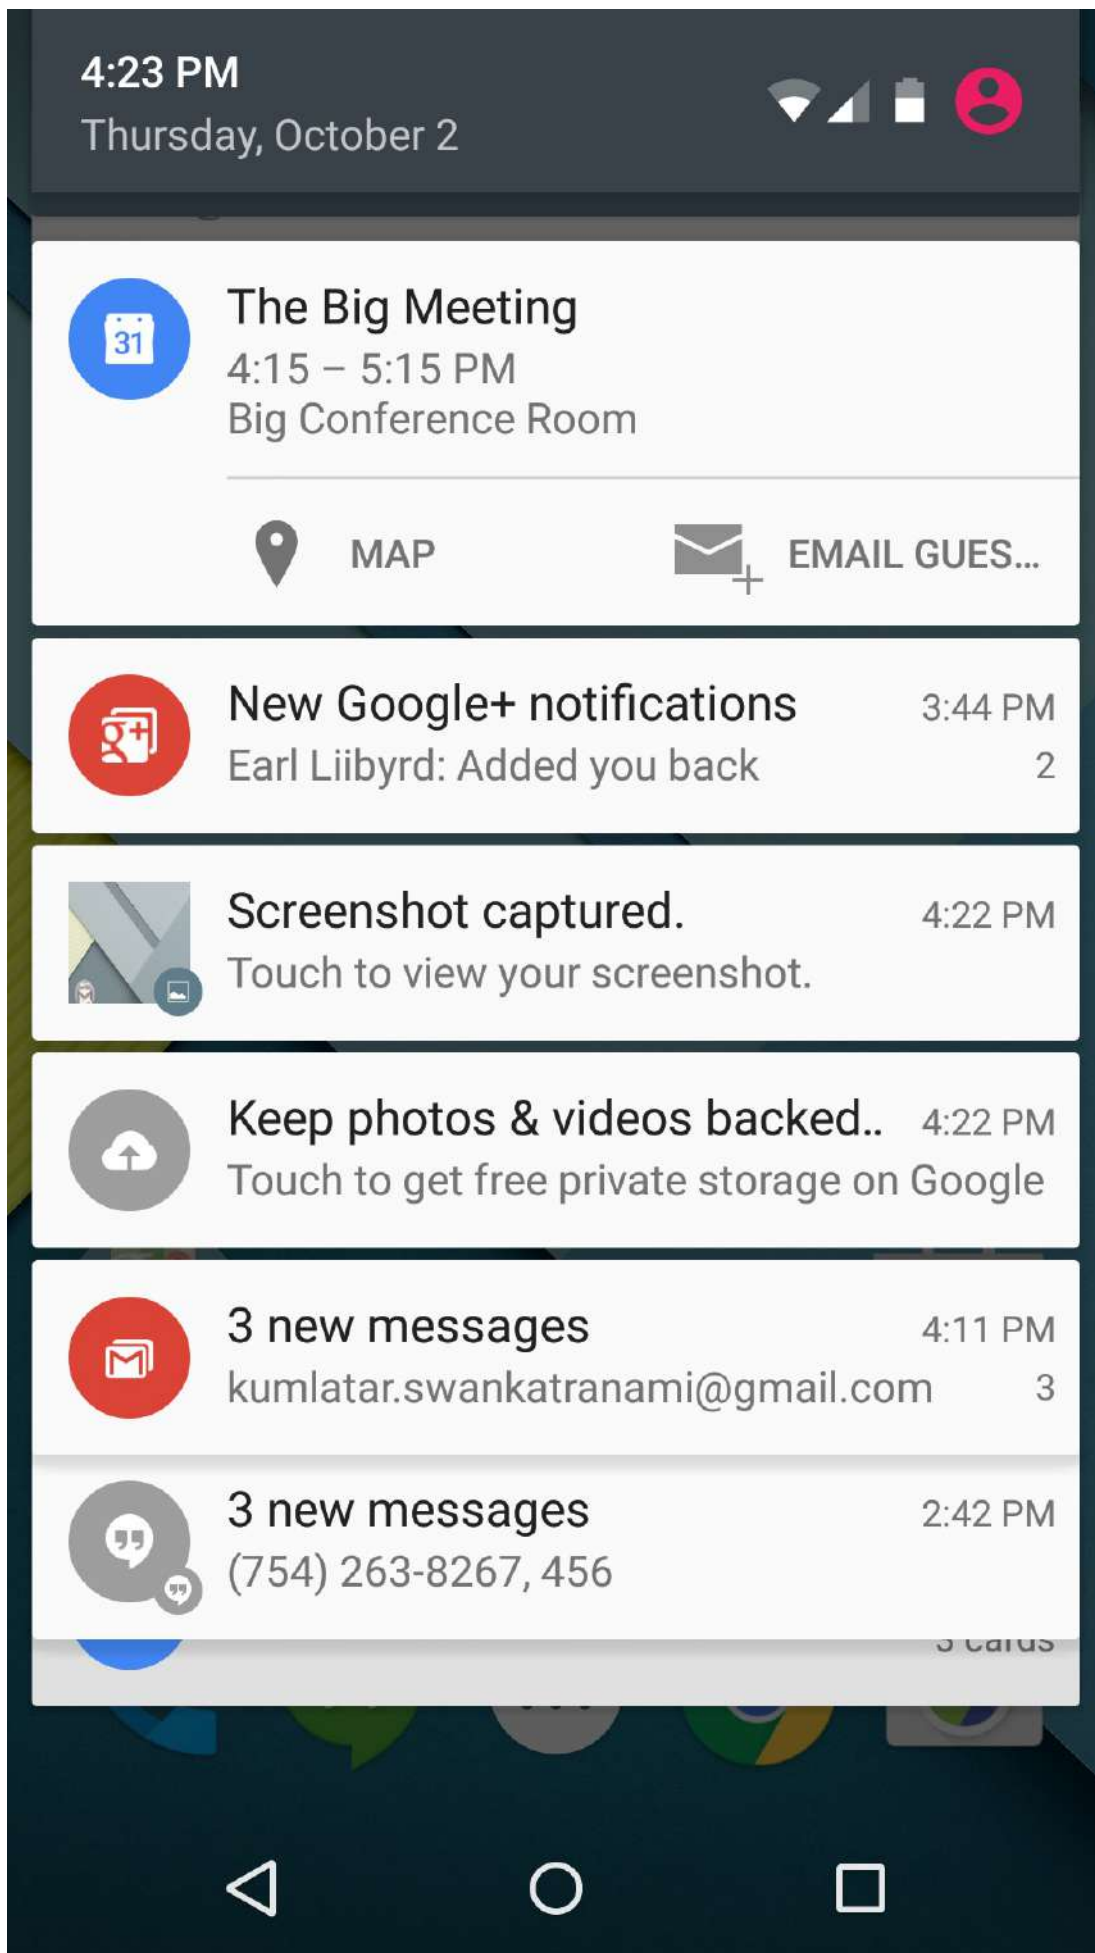 4:23 PM
Thursday, October 2
31
The Big Meeting
4:15 – 5:15 PM
Big Conference Room
MAP
EMAIL GUES...
New Google+ notifications
3:44 PM
Earl Liibyrd: Added you back
2
Screenshot captured.
4:22 PM
Touch to view your screenshot.
Keep photos & videos backed..
4:22 PM
Touch to get free private storage on Google
3 new messages
4:11 PM
kumlatar.swankatranami@gmail.com
3
3 new messages
2:42 PM
(754) 263-8267, 456
3 cards